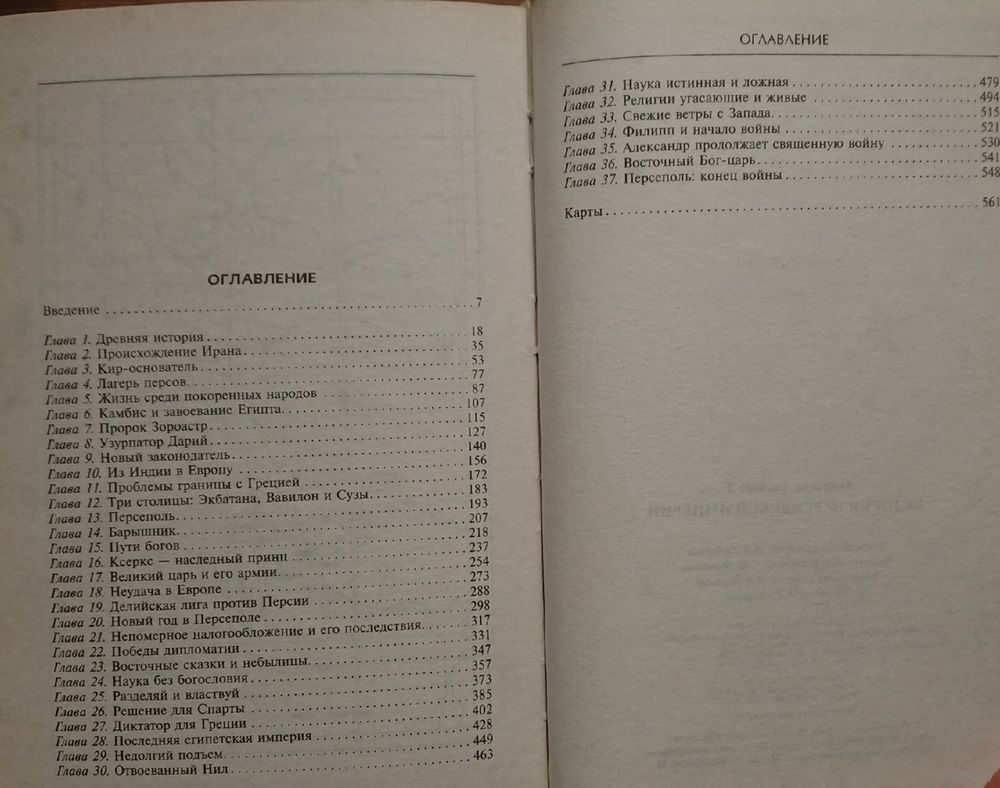 ОГЛАВЛЕНИЕ
Введение 7
Глава 1. Древняя история 18
Глава 2. Происхождение Ирана 35
Глава 3. Кир-основатель 53
Глава 4. Лагерь персов 77
Глава 5. Жизнь среди покоренных народов 87
Глава 6. Камбис и завоевание Египта 107
Глава 7. Пророк Зороастр 115
Глава 8. Узурпатор Дарий 127
Глава 9. Новый законодатель 140
Глава 10. Из Индии в Европу 156
Глава 11. Проблемы границы с Грецией 172
Глава 12. Три столицы: Экбатана, Вавилон и Сузы 183
Глава 13. Персеполь 193
Глава 14. Барышник 207
Глава 15. Пути богов 218
Глава 16. Ксеркс — наследный принц 237
Глава 17. Великий царь и его армии 254
Глава 18. Неудача в Европе 273
Глава 19. Делийская лига против Персии 288
Глава 20. Новый год в Персеполе 298
Глава 21. Непомерное налогообложение и его последствия 317
Глава 22. Победы дипломатии 331
Глава 23. Восточные сказки и небылицы 347
Глава 24. Наука без богословия 357
Глава 25. Разделяй и властвуй 373
Глава 26. Решение для Спарты 385
Глава 27. Диктатор для Греции 402
Глава 28. Последняя египетская империя 428
Глава 29. Недолгий подъем 449
Глава 30. Отвоеванный Нил 463
ОГЛАВЛЕНИЕ
Глава 31. Наука истинная и ложная 479
Глава 32. Религии угасающие и живые 494
Глава 33. Свежие ветры с Запада 515
Глава 34. Филипп и начало войны 521
Глава 35. Александр продолжает священную войну 530
Глава 36. Восточный Бог-царь 541
Глава 37. Персеполь: конец войны 548
Карты 561